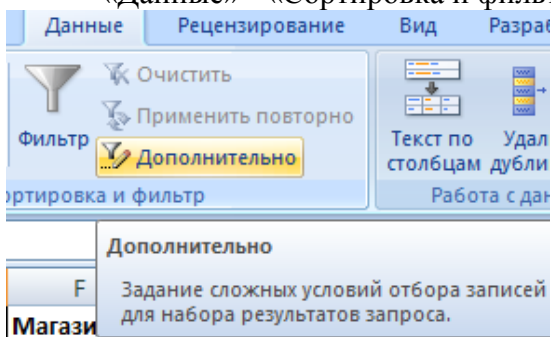 «Данные» «Сортировка и фильт
Данные Рецензирование Вид Разраб
Очистить
Применить повторно
Фильтр
Дополнительно
Текст по столбцам
Удал дубли
ортировка и фильтр
Работа с дан
Дополнительно
Задание сложных условий отбора записей
для набора результатов запроса.
F
Магази